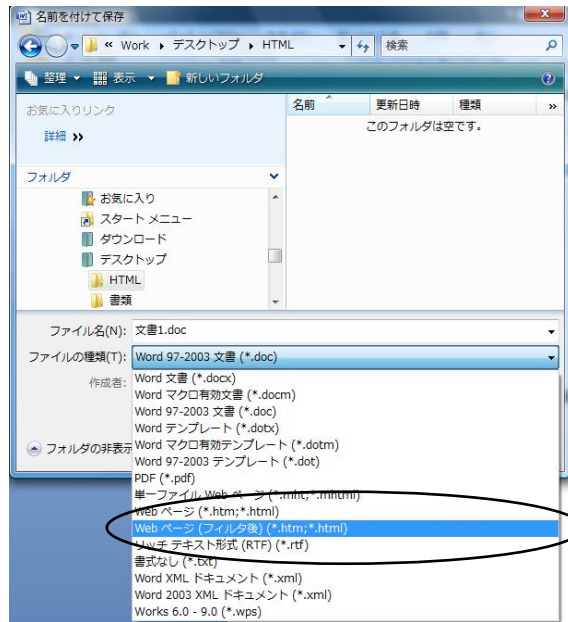 名前を付けて保存
« Work ▸ デスクトップ ▸ HTML 検索
整理 表示 新しいフォルダ
お気に入りリンク
詳細 »
名前 更新日時 種類 »
このフォルダは空です。
フォルダ
お気に入り
スタート メニュー
ダウンロード
デスクトップ
HTML
書類
ファイル名(N): 文書1.doc
ファイルの種類(T): Word 97-2003 文書 (*.doc)
作成者:
フォルダの非表示
Word 文書 (*.docx)
Word マクロ有効文書 (*.docm)
Word 97-2003 文書 (*.doc)
Word テンプレート (*.dotx)
Word マクロ有効テンプレート (*.dotm)
Word 97-2003 テンプレート (*.dot)
PDF (*.pdf)
単一ファイル Web ページ (*.mht;*.mhtml)
Web ページ (*.htm;*.html)
Web ページ (フィルタ後) (*.htm;*.html)
リッチ テキスト形式 (RTF) (*.rtf)
書式なし (*.txt)
Word XML ドキュメント (*.xml)
Word 2003 XML ドキュメント (*.xml)
Works 6.0 - 9.0 (*.wps)